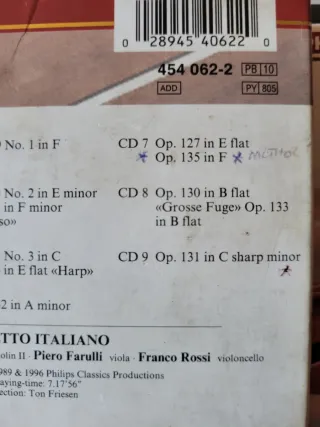 0 28945 40622 0
454 062-2 PB 10
ADD PY 805
No. 1 in F CD 7 Op. 127 in E flat
Op. 135 in F
No. 2 in E minor CD 8 Op. 130 in B flat
in F minor «Grosse Fuge» Op. 133
so» in B flat
No. 3 in C CD 9 Op. 131 in C sharp minor
in E flat «Harp»
2 in A minor
ETTO ITALIANO
olin II · Piero Farulli viola · Franco Rossi violoncello
989 & 1996 Philips Classics Productions
aying-time: 7.17'56"
ection: Ton Friesen